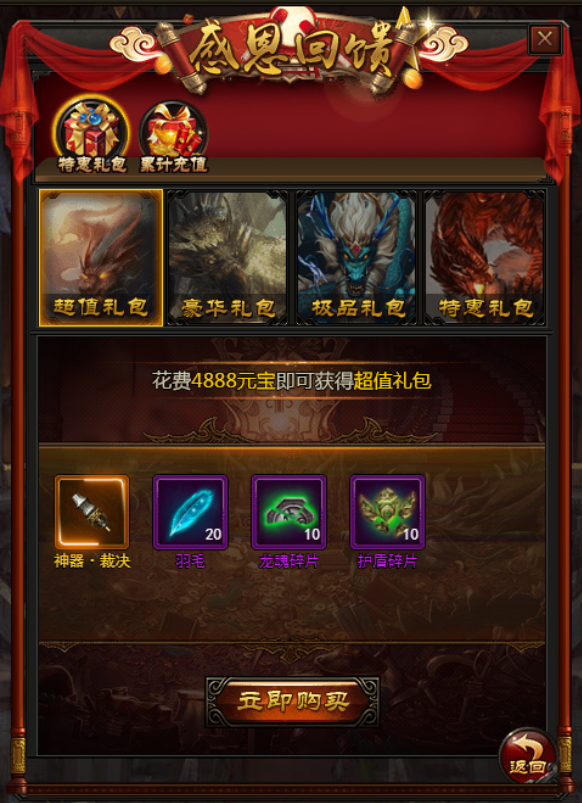 感恩回馈
特惠礼包 累计充值
超值礼包 豪华礼包 极品礼包 特惠礼包
花费4888元宝即可获得超值礼包
20 10 10
神器·裁决 羽毛 龙魂碎片 护盾碎片
立即购买
返回